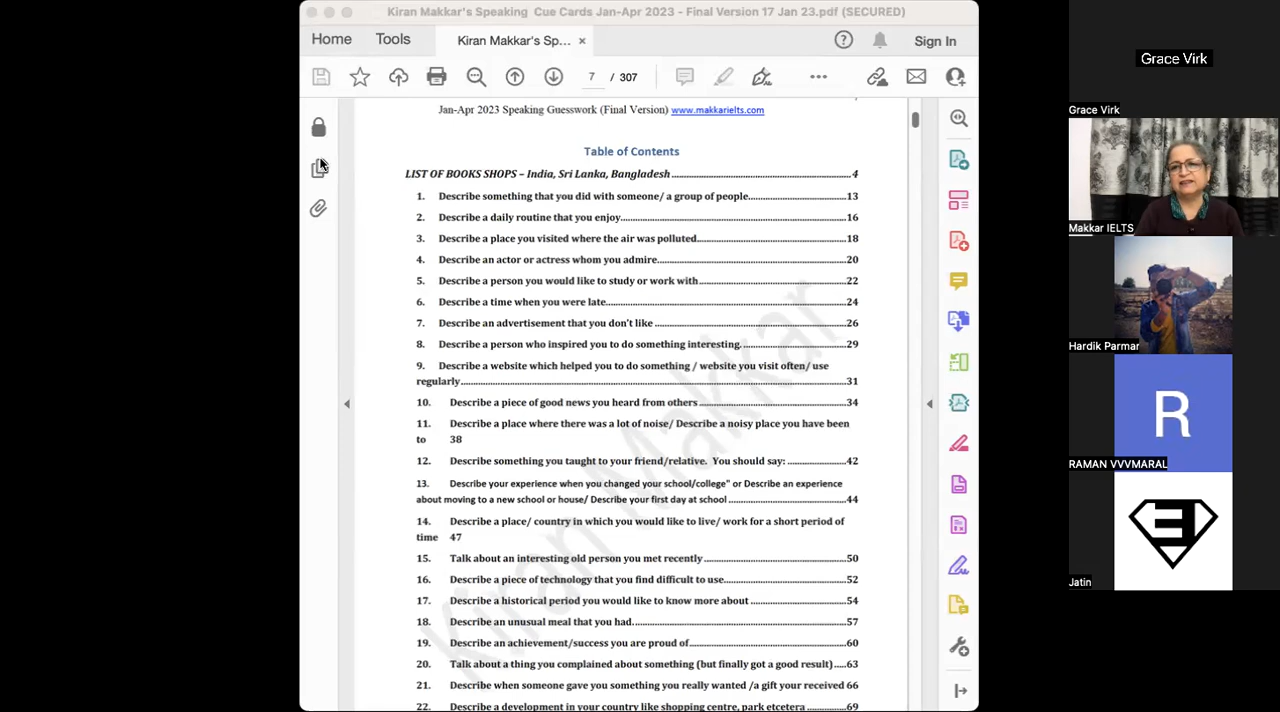 Kiran Makkar's Speaking Cue Cards Jan-Apr 2023 - Final Version 17 Jan 23.pdf (SECURED)
Home Tools Kiran Makkar's Sp... × Sign In
7 / 307
Jan-Apr 2023 Speaking Guesswork (Final Version) www.makkarielts.com
Table of Contents
LIST OF BOOKS SHOPS – India, Sri Lanka, Bangladesh 4
1. Describe something that you did with someone/ a group of people 13
2. Describe a daily routine that you enjoy 16
3. Describe a place you visited where the air was polluted 18
4. Describe an actor or actress whom you admire 20
5. Describe a person you would like to study or work with 22
6. Describe a time when you were late 24
7. Describe an advertisement that you don't like 26
8. Describe a person who inspired you to do something interesting. 29
9. Describe a website which helped you to do something / website you visit often/ use
regularly 31
10. Describe a piece of good news you heard from others 34
11. Describe a place where there was a lot of noise/ Describe a noisy place you have been
to 38
12. Describe something you taught to your friend/relative. You should say: 42
13. Describe your experience when you changed your school/college" or Describe an experience
about moving to a new school or house/ Describe your first day at school 44
14. Describe a place/ country in which you would like to live/ work for a short period of
time 47
15. Talk about an interesting old person you met recently 50
16. Describe a piece of technology that you find difficult to use 52
17. Describe a historical period you would like to know more about 54
18. Describe an unusual meal that you had 57
19. Describe an achievement/success you are proud of 60
20. Talk about a thing you complained about something (but finally got a good result) 63
21. Describe when someone gave you something you really wanted /a gift your received 66
22. Describe a development in your country like shopping centre, park etcetera 69
Kiran Makkar
Grace Virk
Grace Virk
Makkar IELTS
Hardik Parmar
R
RAMAN VVVMARAL
Jatin